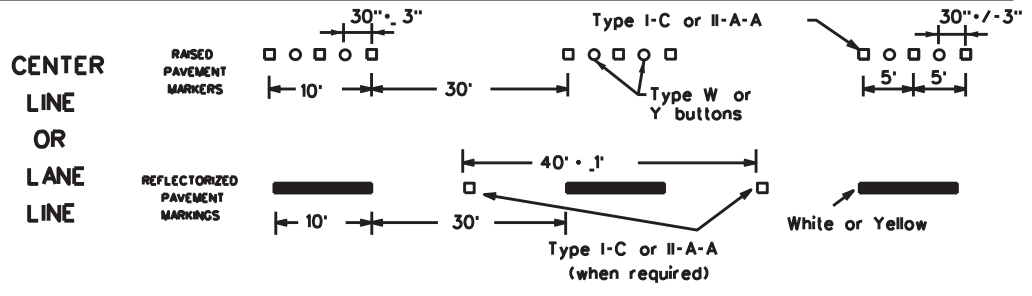 30"·_ 3"
Type I-C or II-A-A
30"·/-3"
CENTER
LINE
OR
LANE
LINE
RAISED
PAVEMENT
MARKERS
10'
30'
Type W or
Y buttons
5'
5'
40' · _1'
REFLECTORIZED
PAVEMENT
MARKINGS
10'
30'
Type I-C or II-A-A
(when required)
White or Yellow